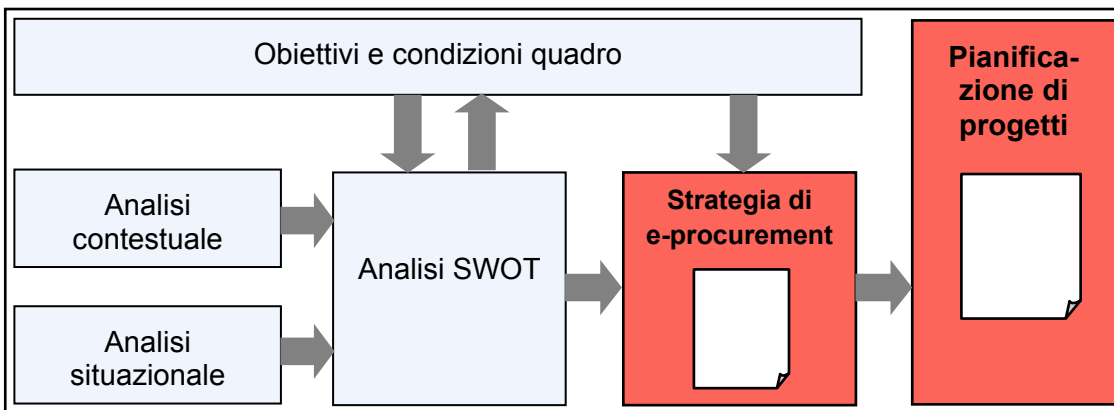 Obiettivi e condizioni quadro
Pianifica-
zione di
progetti
Analisi
contestuale
Analisi SWOT
Strategia di
e-procurement
Analisi
situazionale